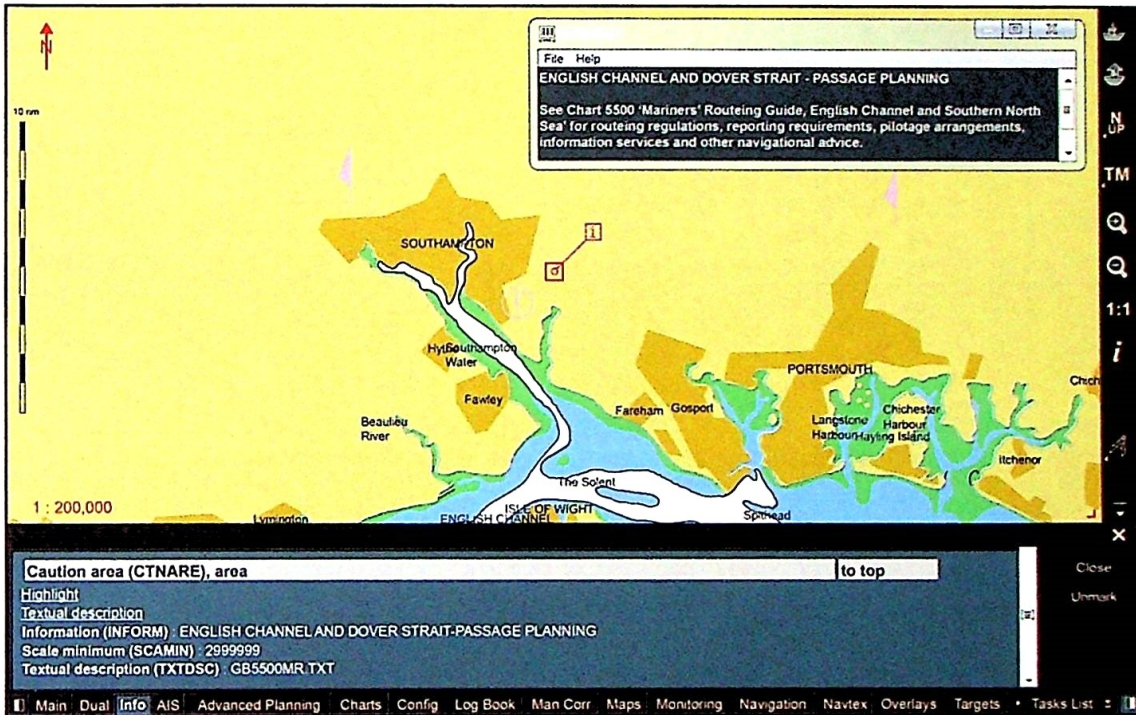 N
10 nm
File Help
ENGLISH CHANNEL AND DOVER STRAIT - PASSAGE PLANNING
See Chart 5500 'Mariners' Routeing Guide, English Channel and Southern North
Sea' for routeing regulations, reporting requirements, pilotage arrangements,
information services and other navigational advice.
N
UP
TM
1:1
i
SOUTHAMPTON
i
Hythe
Southampton
Water
Fawley
Beaulieu
River
Fareham
Gosport
PORTSMOUTH
Langstone
Harbour
Chichester
Harbour
Hayling Island
Chich
Itchenor
The Solent
ISLE OF WIGHT
ENGLISH CHANNEL
Spithead
Lymington
1 : 200,000
Caution area (CTNARE), area to top
Highlight
Textual description
Information (INFORM) : ENGLISH CHANNEL AND DOVER STRAIT-PASSAGE PLANNING
Scale minimum (SCAMIN) : 2999999
Textual description (TXTDSC) : GB5500MR.TXT
Close
Unmark
Main Dual Info AIS Advanced Planning Charts Config Log Book Man Corr Maps Monitoring Navigation Navtex Overlays Targets Tasks List